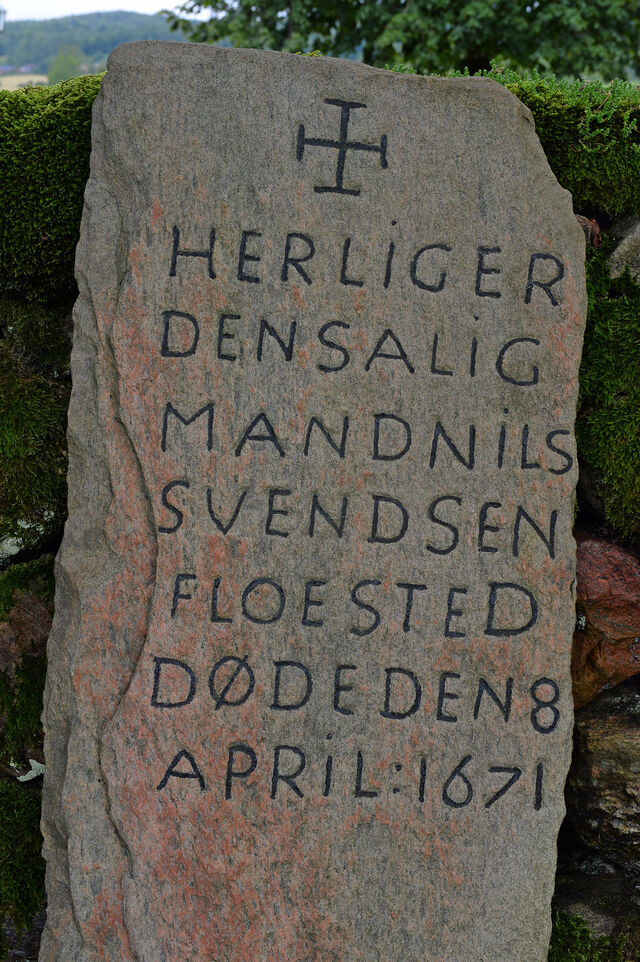 HERLiGER
DENSALiG
MANDNiLS
SVENDSEN
FLOESTED
DØDEDEN8
APRiL:1671